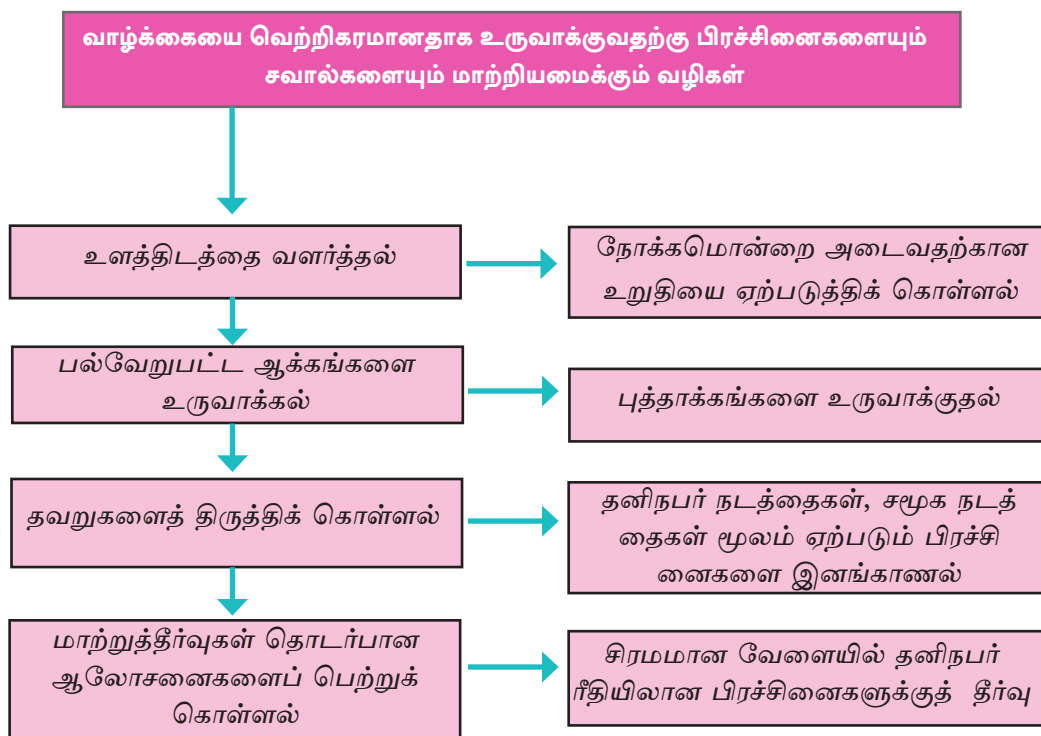 வாழ்க்கையை வெற்றிகரமானதாக உருவாக்குவதற்கு பிரச்சினைகளையும்
சவால்களையும் மாற்றியமைக்கும் வழிகள்
உளத்திடத்தை வளர்த்தல்
நோக்கமொன்றை அடைவதற்கான
உறுதியை ஏற்படுத்திக் கொள்ளல்
பல்வேறுபட்ட ஆக்கங்களை
உருவாக்கல்
புத்தாக்கங்களை உருவாக்குதல்
தவறுகளைத் திருத்திக் கொள்ளல்
தனிநபர் நடத்தைகள், சமூக நடத்
தைகள் மூலம் ஏற்படும் பிரச்சி
னைகளை இனங்காணல்
மாற்றுத்தீர்வுகள் தொடர்பான
ஆலோசனைகளைப் பெற்றுக்
கொள்ளல்
சிரமமான வேளையில் தனிநபர்
ரீதியிலான பிரச்சினைகளுக்குத் தீர்வு